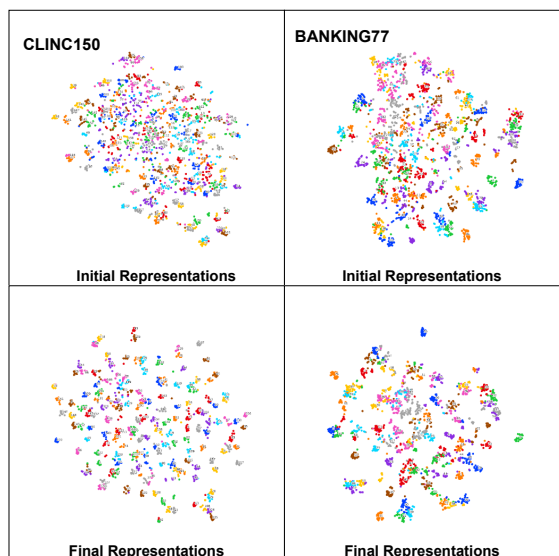 CLINC150
BANKING77
Initial Representations
Initial Representations
Final Representations
Final Representations